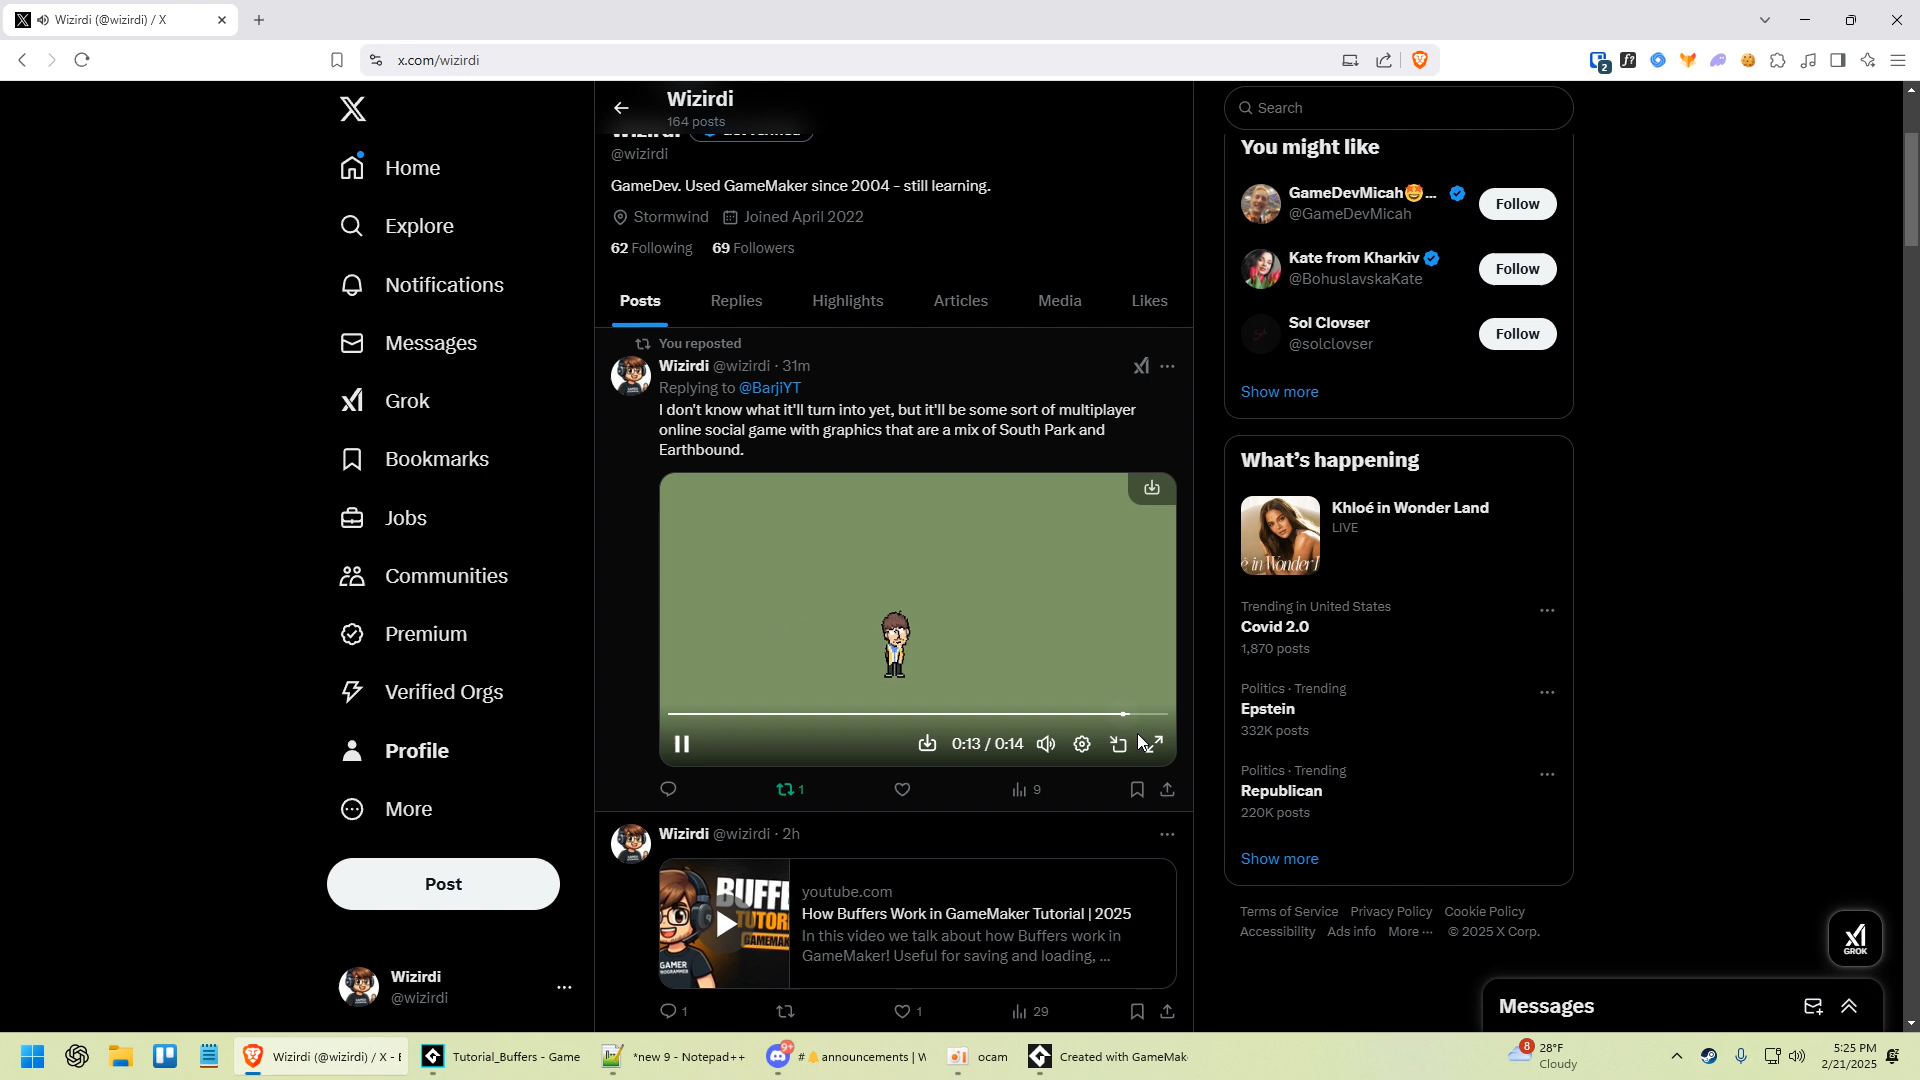 Wizirdi (@wizirdi) / X
x.com/wizirdi
2
Home
Explore
Notifications
Messages
Grok
Bookmarks
Jobs
Communities
Premium
Verified Orgs
Profile
More
Post
Wizirdi
@wizirdi
Wizirdi
164 posts
@wizirdi
GameDev. Used GameMaker since 2004 - still learning.
Stormwind Joined April 2022
62 Following 69 Followers
Posts Replies Highlights Articles Media Likes
You reposted
Wizirdi @wizirdi · 31m
Replying to @BarjiYT
I don't know what it'll turn into yet, but it'll be some sort of multiplayer
online social game with graphics that are a mix of South Park and
Earthbound.
0:13 / 0:14
1
9
Wizirdi @wizirdi · 2h
youtube.com
How Buffers Work in GameMaker Tutorial | 2025
In this video we talk about how Buffers work in
GameMaker! Useful for saving and loading, ...
1
1
29
Search
You might like
GameDevMicah🤩...
@GameDevMicah
Follow
Kate from Kharkiv
@BohuslavskaKate
Follow
Sol Clovser
@solclovser
Follow
Show more
What's happening
Khloé in Wonder Land
LIVE
Trending in United States
Covid 2.0
1,870 posts
Politics · Trending
Epstein
332K posts
Politics · Trending
Republican
220K posts
Show more
Terms of Service Privacy Policy Cookie Policy
Accessibility Ads info More ··· © 2025 X Corp.
GROK
Messages
Wizirdi (@wizirdi) / X - E
Tutorial_Buffers - Game
*new 9 - Notepad++
9+
# 🔔announcements | W
ocam
Created with GameMak
8
28°F
Cloudy
5:25 PM
2/21/2025